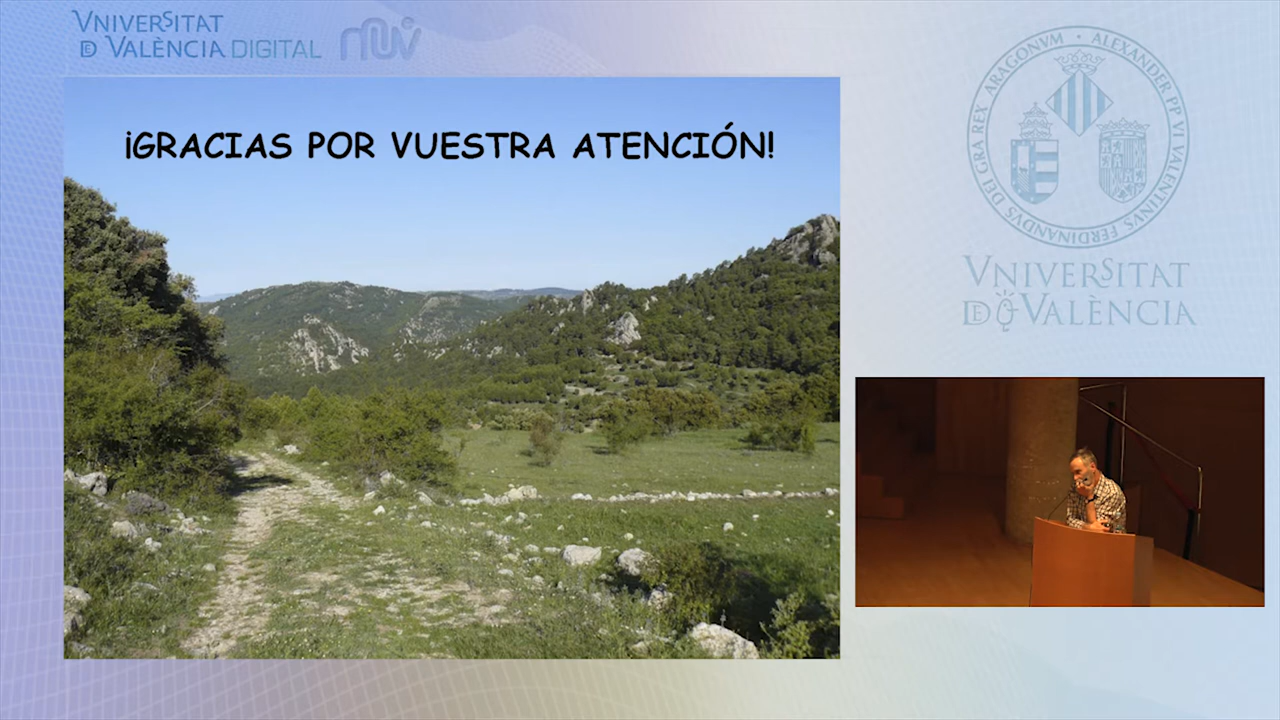 VNIVERSITAT
DE VALÈNCIA DIGITAL
¡GRACIAS POR VUESTRA ATENCIÓN!
ALEXANDER PP VI VALENTINVS FERDINANDVS DEI GRA REX ARAGONVM
VNIVERSITAT
DE VALÈNCIA